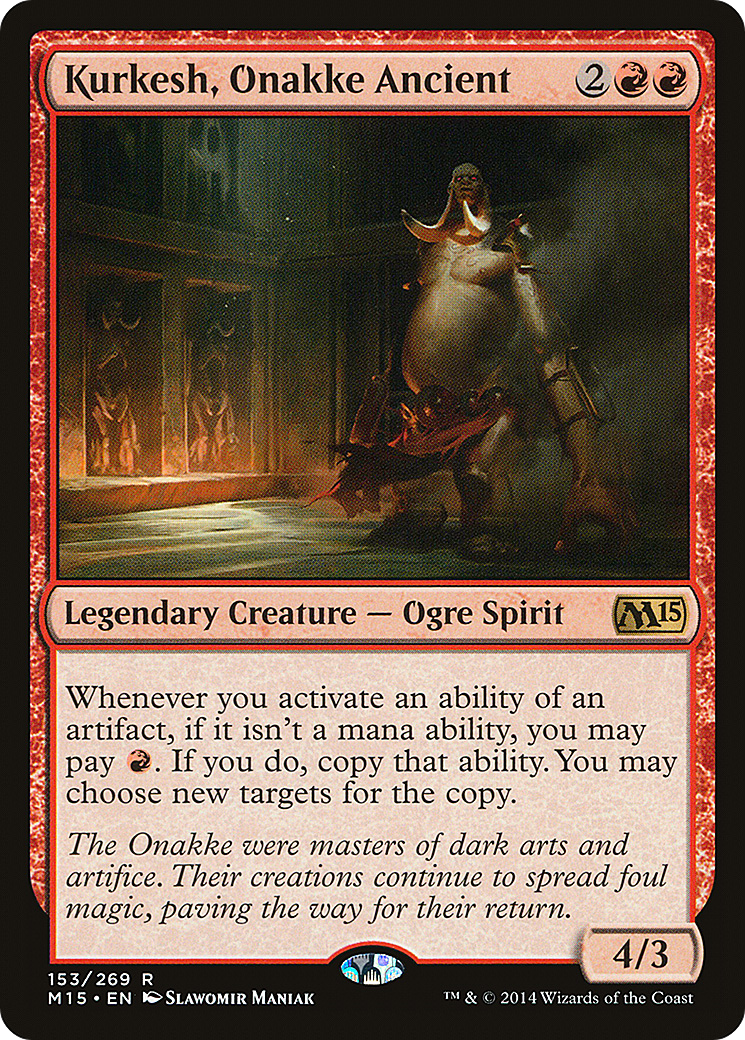 Kurkesh, Onakke Ancient 2
Legendary Creature — Ogre Spirit M15
Whenever you activate an ability of an
artifact, if it isn't a mana ability, you may
pay . If you do, copy that ability. You may
choose new targets for the copy.
The Onakke were masters of dark arts and
artifice. Their creations continue to spread foul
magic, paving the way for their return.
4/3
153/269 R
M15 • EN Slawomir Maniak
™ & © 2014 Wizards of the Coast